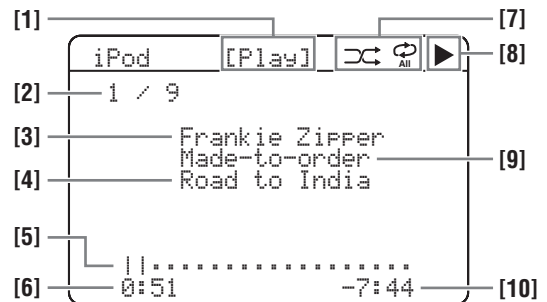 [1]
[7]
iPod [Play] All
[8]
[2] 1 / 9
[3] Frankie Zipper
Made-to-order [9]
[4] Road to India
[5]
[6] 0:51 -7:44 [10]